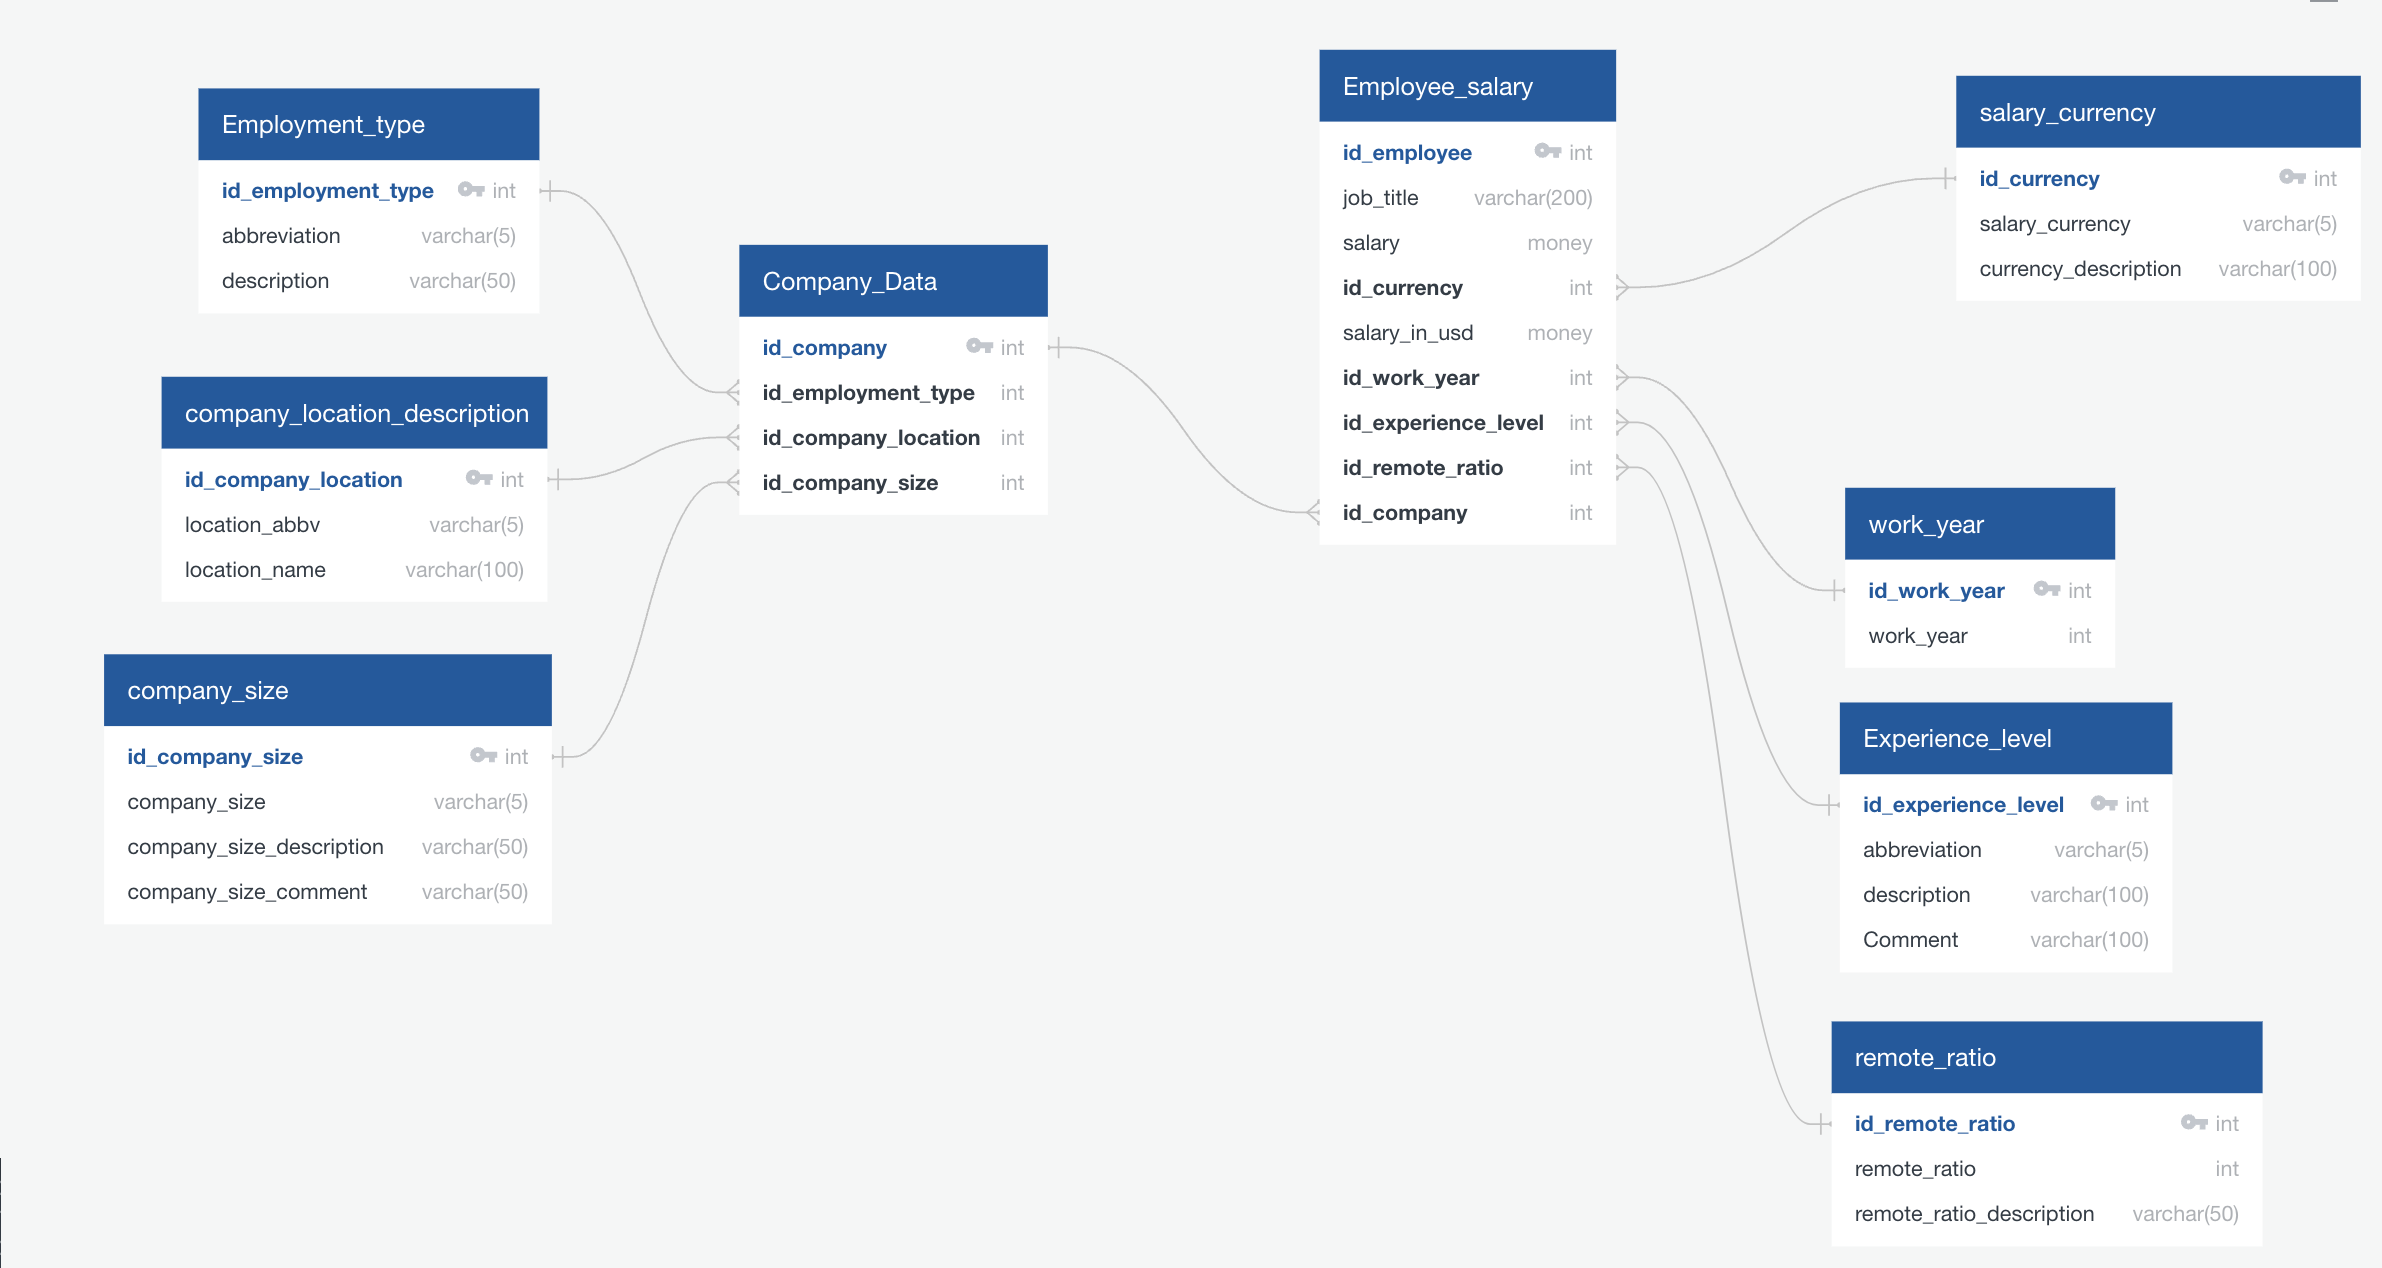 Employment_type
id_employment_type int
abbreviation varchar(5)
description varchar(50)
company_location_description
id_company_location int
location_abbv varchar(5)
location_name varchar(100)
company_size
id_company_size int
company_size varchar(5)
company_size_description varchar(50)
company_size_comment varchar(50)
Company_Data
id_company int
id_employment_type int
id_company_location int
id_company_size int
Employee_salary
id_employee int
job_title varchar(200)
salary money
id_currency int
salary_in_usd money
id_work_year int
id_experience_level int
id_remote_ratio int
id_company int
salary_currency
id_currency int
salary_currency varchar(5)
currency_description varchar(100)
work_year
id_work_year int
work_year int
Experience_level
id_experience_level int
abbreviation varchar(5)
description varchar(100)
Comment varchar(100)
remote_ratio
id_remote_ratio int
remote_ratio int
remote_ratio_description varchar(50)